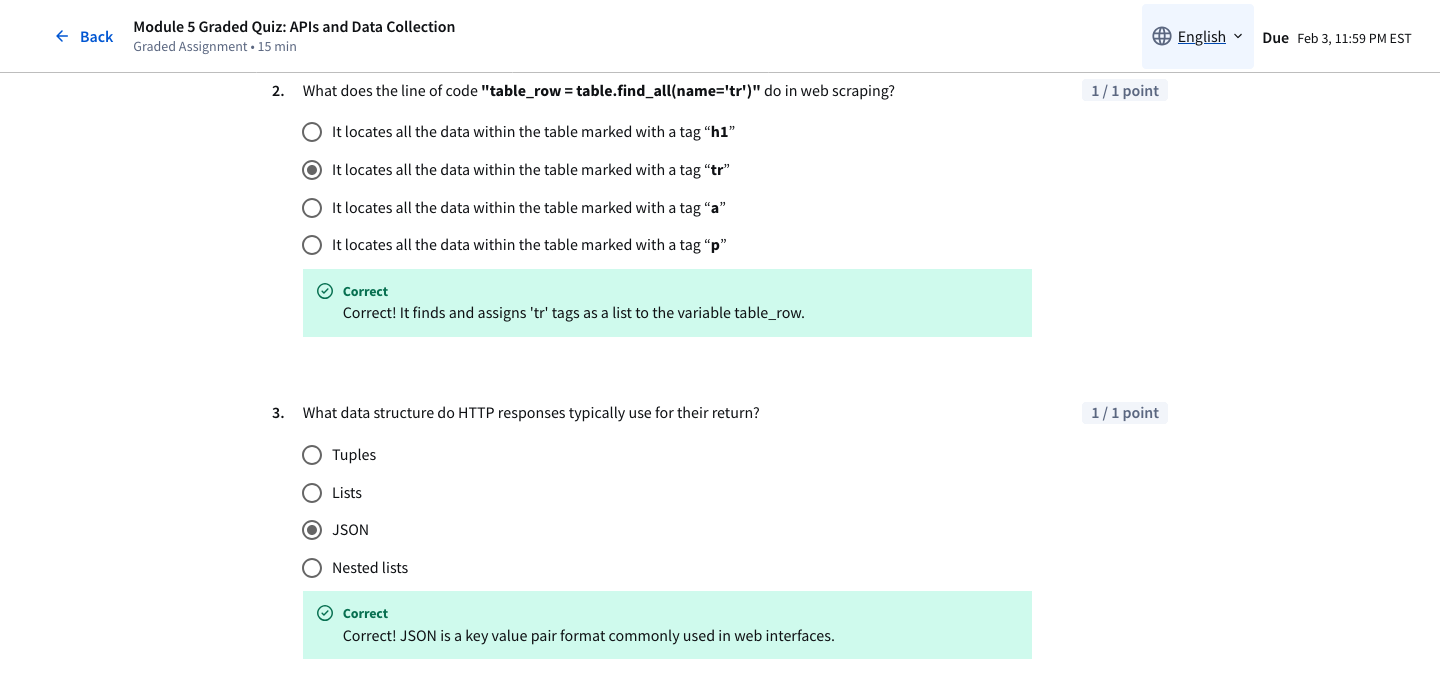 Back
Module 5 Graded Quiz: APIs and Data Collection
Graded Assignment • 15 min
English
Due Feb 3, 11:59 PM EST
2. What does the line of code "table_row = table.find_all(name='tr')" do in web scraping?
1 / 1 point
It locates all the data within the table marked with a tag “h1”
It locates all the data within the table marked with a tag “tr”
It locates all the data within the table marked with a tag “a”
It locates all the data within the table marked with a tag “p”
Correct
Correct! It finds and assigns 'tr' tags as a list to the variable table_row.
3. What data structure do HTTP responses typically use for their return?
1 / 1 point
Tuples
Lists
JSON
Nested lists
Correct
Correct! JSON is a key value pair format commonly used in web interfaces.